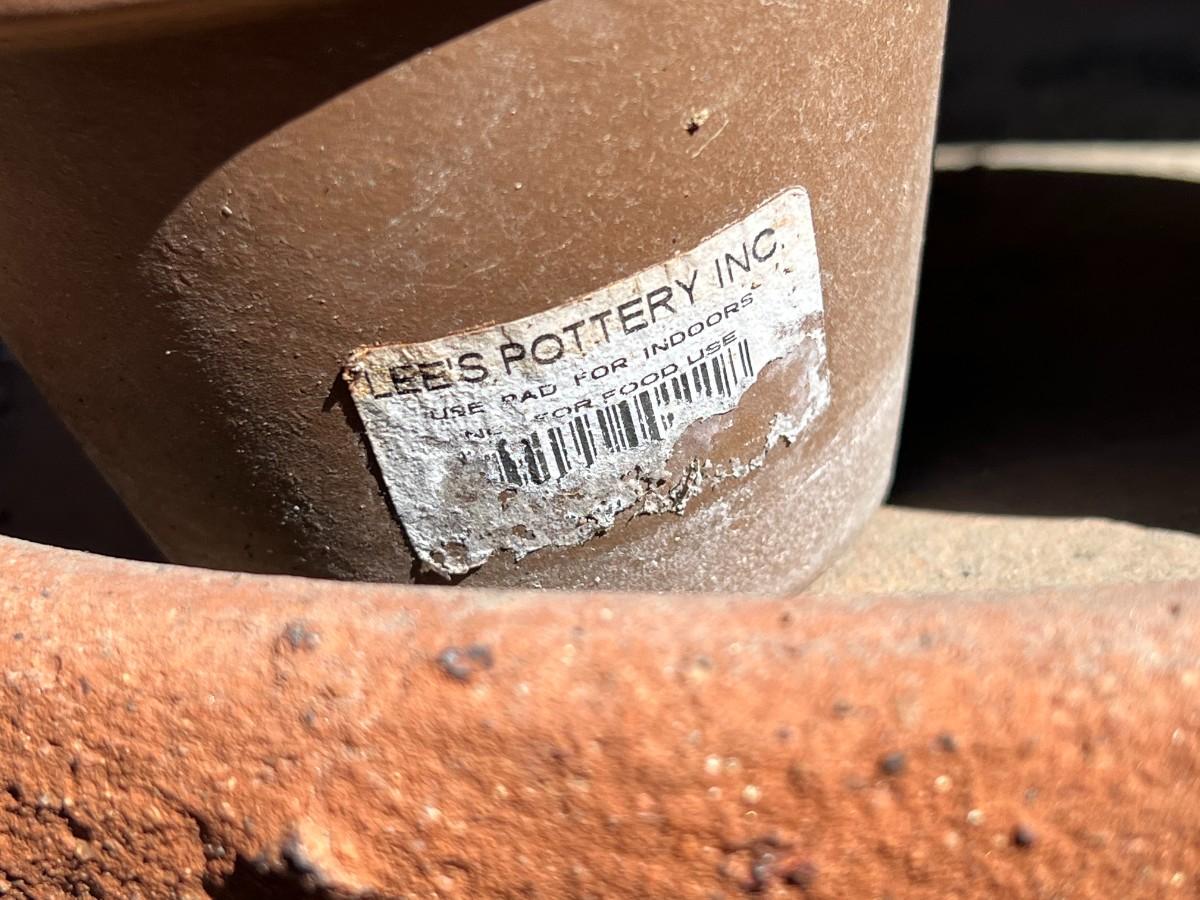 LEE'S POTTERY INC.
USE PAD FOR INDOORS
FOR FOOD USE